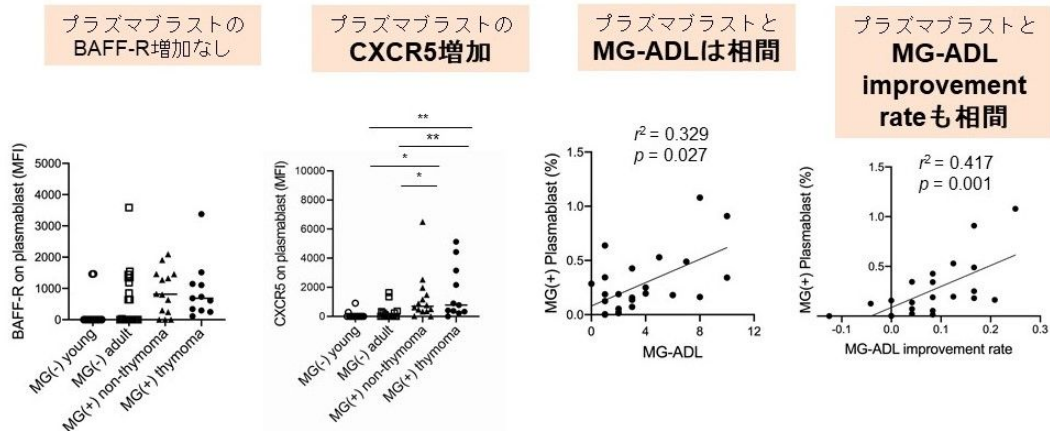 プラズマブラストの
BAFF-R増加なし
プラズマブラストの
CXCR5増加
プラズマブラストと
MG-ADLは相間
プラズマブラストと
MG-ADL
improvement
rateも相間
BAFF-R on plasmablast (MFI)
5000
4000
3000
2000
1000
0
MG(-) young
MG(-) adult
MG(+) non-thymoma
MG(+) thymoma
**
**
*
*
CXCR5 on plasmablast (MFI)
10000
8000
6000
4000
2000
0
MG(-) young
MG(-) adult
MG(+) non-thymoma
MG(+) thymoma
r² = 0.329
p = 0.027
MG(+) Plasmablast (%)
1.5
1.0
0.5
0.0
0
4
8
12
MG-ADL
r² = 0.417
p = 0.001
MG(+) Plasmablast (%)
1.5
1.0
0.5
-0.1
0.0
0.1
0.2
0.3
MG-ADL improvement rate